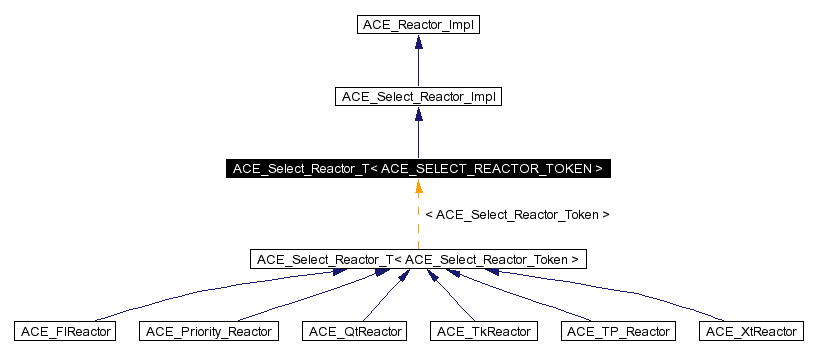 ACE_Reactor_Impl
ACE_Select_Reactor_Impl
ACE_Select_Reactor_T< ACE_SELECT_REACTOR_TOKEN >
< ACE_Select_Reactor_Token >
ACE_Select_Reactor_T< ACE_Select_Reactor_Token >
ACE_FlReactor
ACE_Priority_Reactor
ACE_QtReactor
ACE_TkReactor
ACE_TP_Reactor
ACE_XtReactor